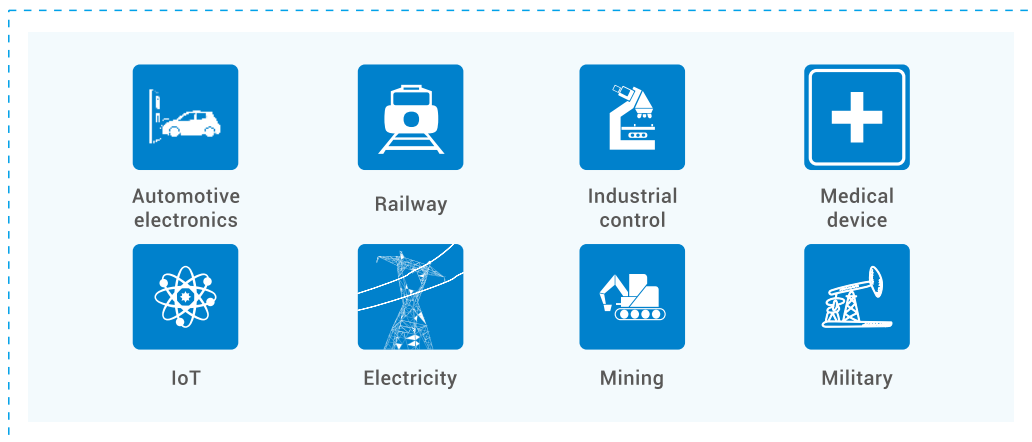 Automotive
electronics
Railway
Industrial
control
Medical
device
IoT
Electricity
Mining
Military